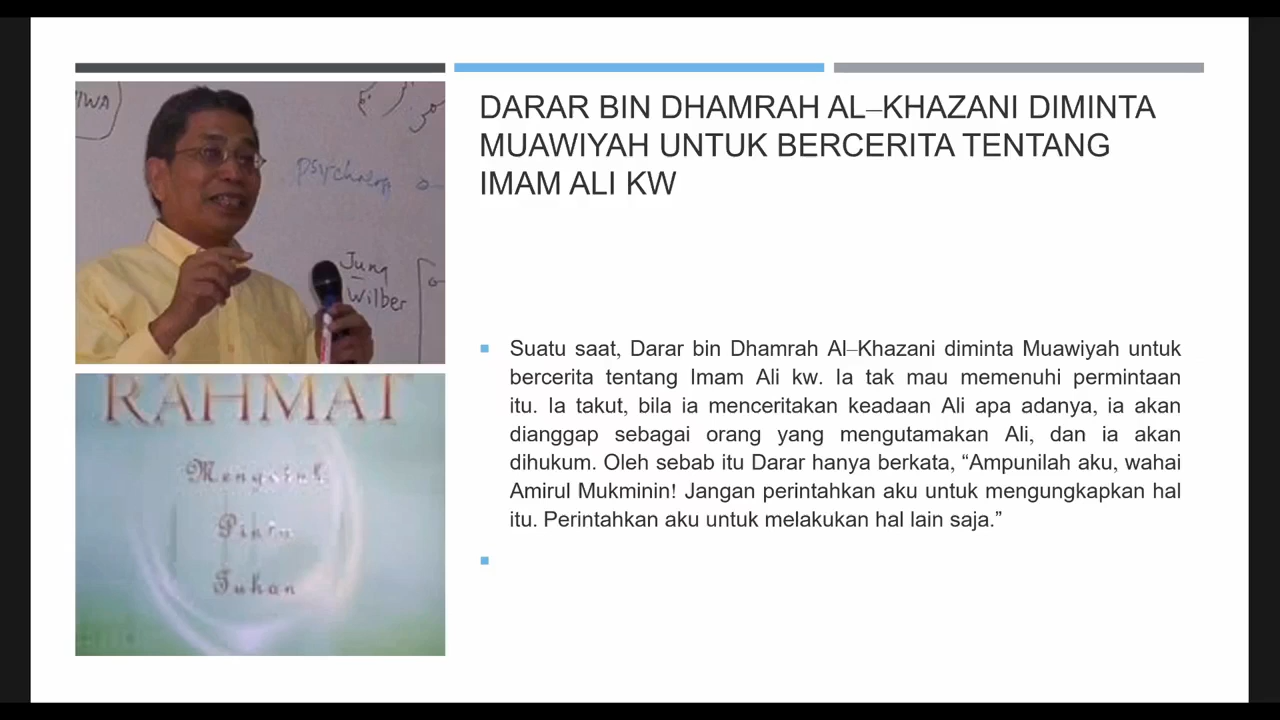 DARAR BIN DHAMRAH AL–KHAZANI DIMINTA
MUAWIYAH UNTUK BERCERITA TENTANG
IMAM ALI KW
Suatu saat, Darar bin Dhamrah Al–Khazani diminta Muawiyah untuk
bercerita tentang Imam Ali kw. Ia tak mau memenuhi permintaan
itu. Ia takut, bila ia menceritakan keadaan Ali apa adanya, ia akan
dianggap sebagai orang yang mengutamakan Ali, dan ia akan
dihukum. Oleh sebab itu Darar hanya berkata, “Ampunilah aku, wahai
Amirul Mukminin! Jangan perintahkan aku untuk mengungkapkan hal
itu. Perintahkan aku untuk melakukan hal lain saja.”
Jung
Wilber
RAHMAT
Pintu
Tuhan